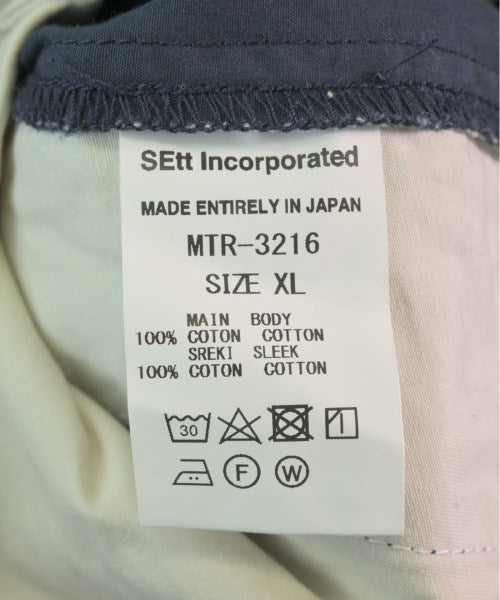 SEtt Incorporated
MADE ENTIRELY IN JAPAN
MTR-3216
SIZE XL
MAIN BODY
100% COTON COTTON
SREKI SLEEK
100% COTON COTTON
30
F W